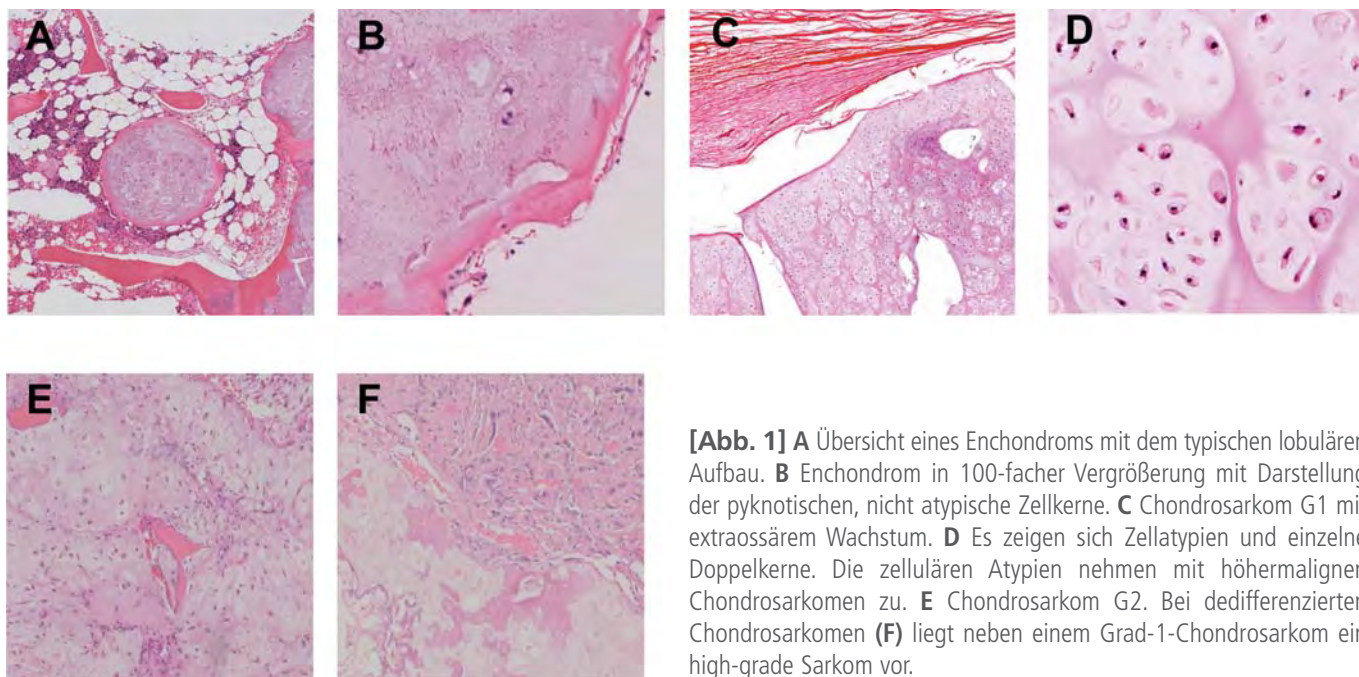 A
B
C
D
E
F
[Abb. 1] A Übersicht eines Enchondroms mit dem typischen lobulären
Aufbau. B Enchondrom in 100-facher Vergrößerung mit Darstellung
der pyknotischen, nicht atypische Zellkerne. C Chondrosarkom G1 mi
extraossärem Wachstum. D Es zeigen sich Zellatypien und einzelne
Doppelkerne. Die zellulären Atypien nehmen mit höhermalignen
Chondrosarkomen zu. E Chondrosarkom G2. Bei dedifferenzierten
Chondrosarkomen (F) liegt neben einem Grad-1-Chondrosarkom ein
high-grade Sarkom vor.